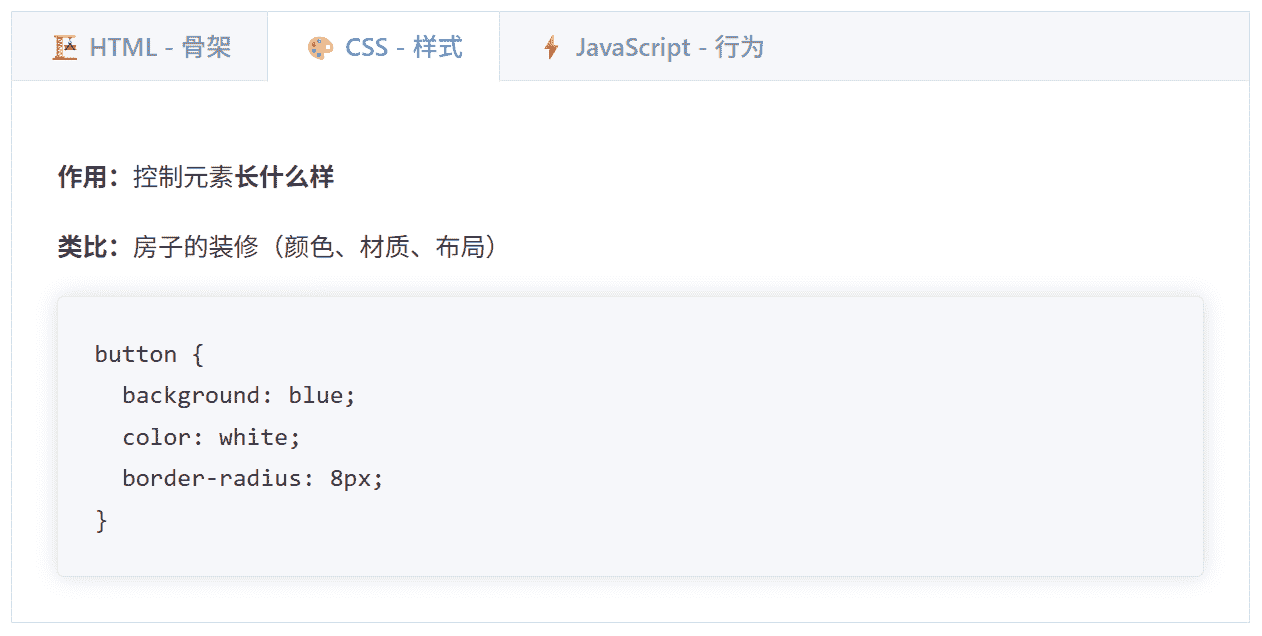 HTML - 骨架
CSS - 样式
JavaScript - 行为
作用：控制元素长什么样
类比：房子的装修（颜色、材质、布局）
button {
  background: blue;
  color: white;
  border-radius: 8px;
}